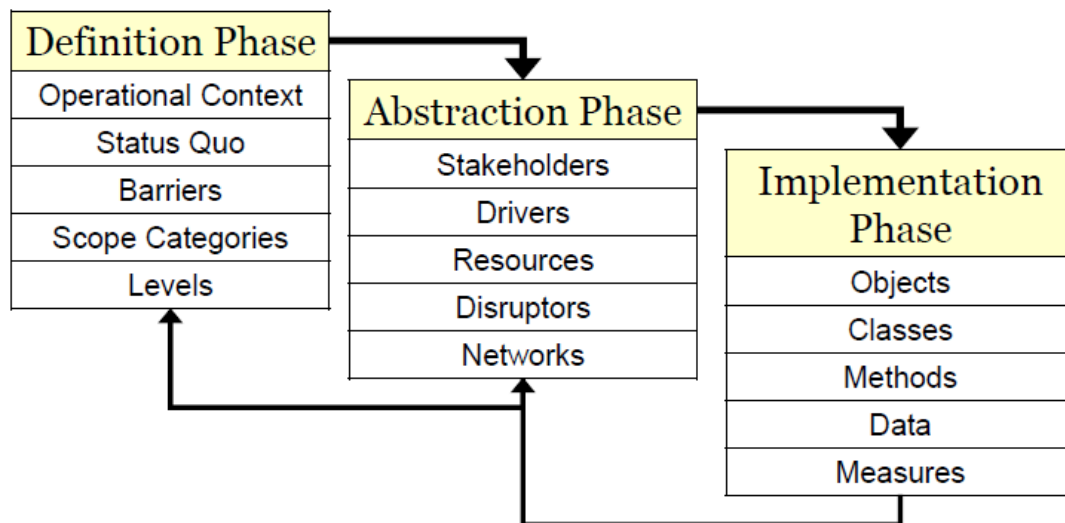 Definition Phase
Operational Context
Status Quo
Barriers
Scope Categories
Levels
Abstraction Phase
Stakeholders
Drivers
Resources
Disruptors
Networks
Implementation
Phase
Objects
Classes
Methods
Data
Measures